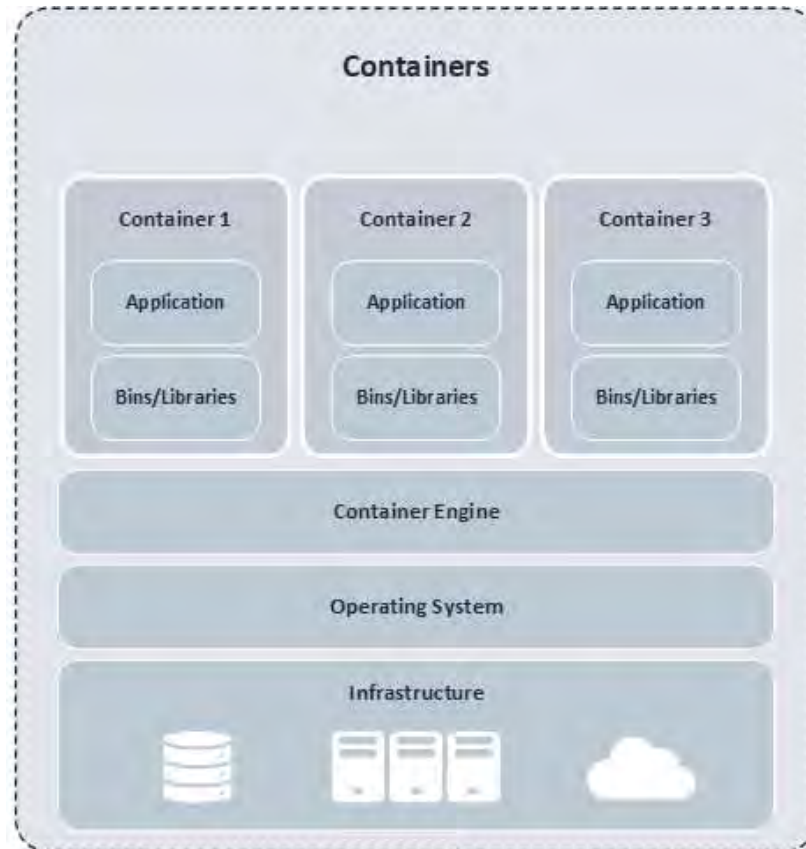 Containers
Container 1
Container 2
Container 3
Application
Application
Application
Bins/Libraries
Bins/Libraries
Bins/Libraries
Container Engine
Operating System
Infrastructure